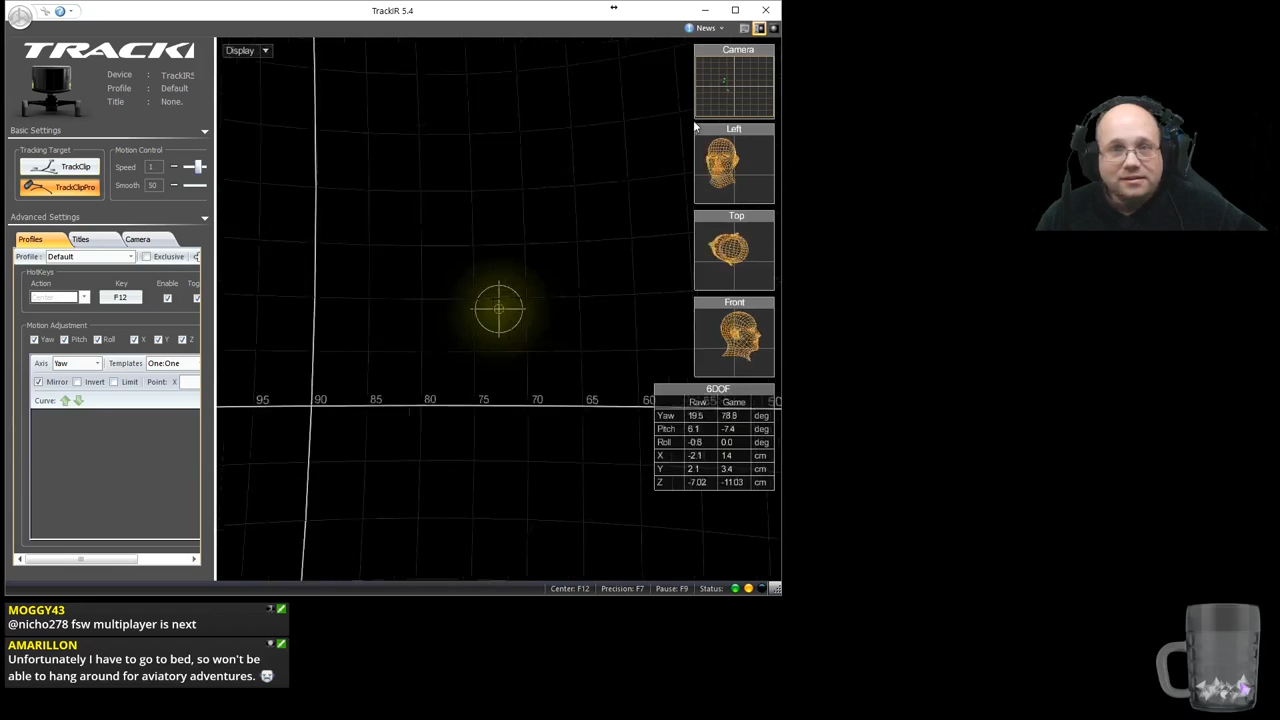 TrackIR 5.4
News
TRACKI
Device : TrackIR5
Profile : Default
Title : None.
Basic Settings
Tracking Target
TrackClip
TrackClipPro
Motion Control
Speed 1
Smooth 50
Advanced Settings
Profiles Titles Camera
Profile : Default Exclusive
HotKeys
Action Key Enable Tog
Center F12
Motion Adjustment
Yaw Pitch Roll X Y Z
Axis Yaw Templates One:One
Mirror Invert Limit Point: X
Curve:
Display
95 90 85 80 75 70 65 60 50
Camera
Left
Top
Front
6DOF
Raw Game
Yaw 19.5 78.8 deg
Pitch 6.1 -7.4 deg
Roll -0.6 0.0 deg
X -2.1 1.4 cm
Y 2.1 3.4 cm
Z -7.02 -11.03 cm
Center: F12 Precision: F7 Pause: F9 Status:
MOGGY43
@nicho278 fsw multiplayer is next
AMARILLON
Unfortunately I have to go to bed, so won't be
able to hang around for aviatory adventures.